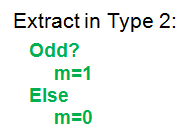 Extract in Type 2:
Odd?
m=1
Else
m=0